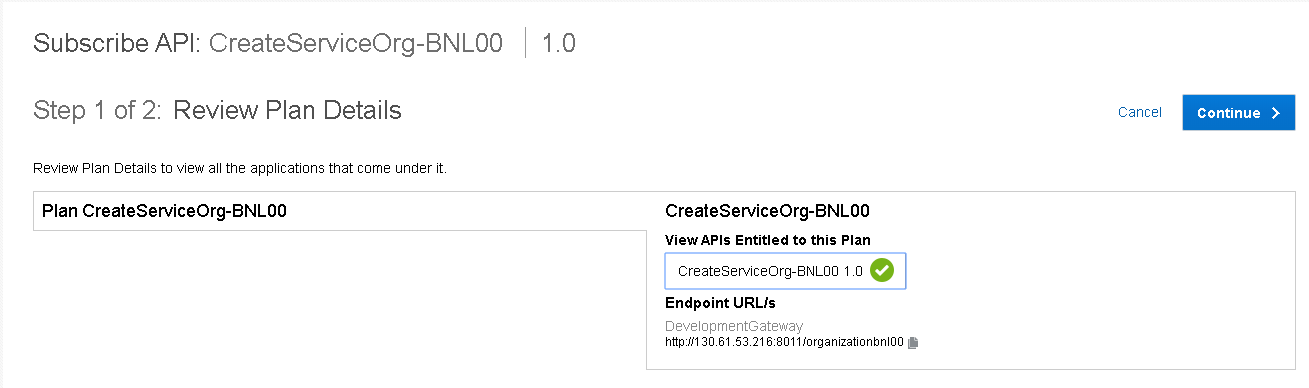 Subscribe API: CreateServiceOrg-BNL00 | 1.0
Step 1 of 2: Review Plan Details
Cancel
Continue
Review Plan Details to view all the applications that come under it.
Plan CreateServiceOrg-BNL00
CreateServiceOrg-BNL00
View APIs Entitled to this Plan
CreateServiceOrg-BNL00 1.0
Endpoint URL/s
DevelopmentGateway
http://130.61.53.216:8011/organizationbnl00